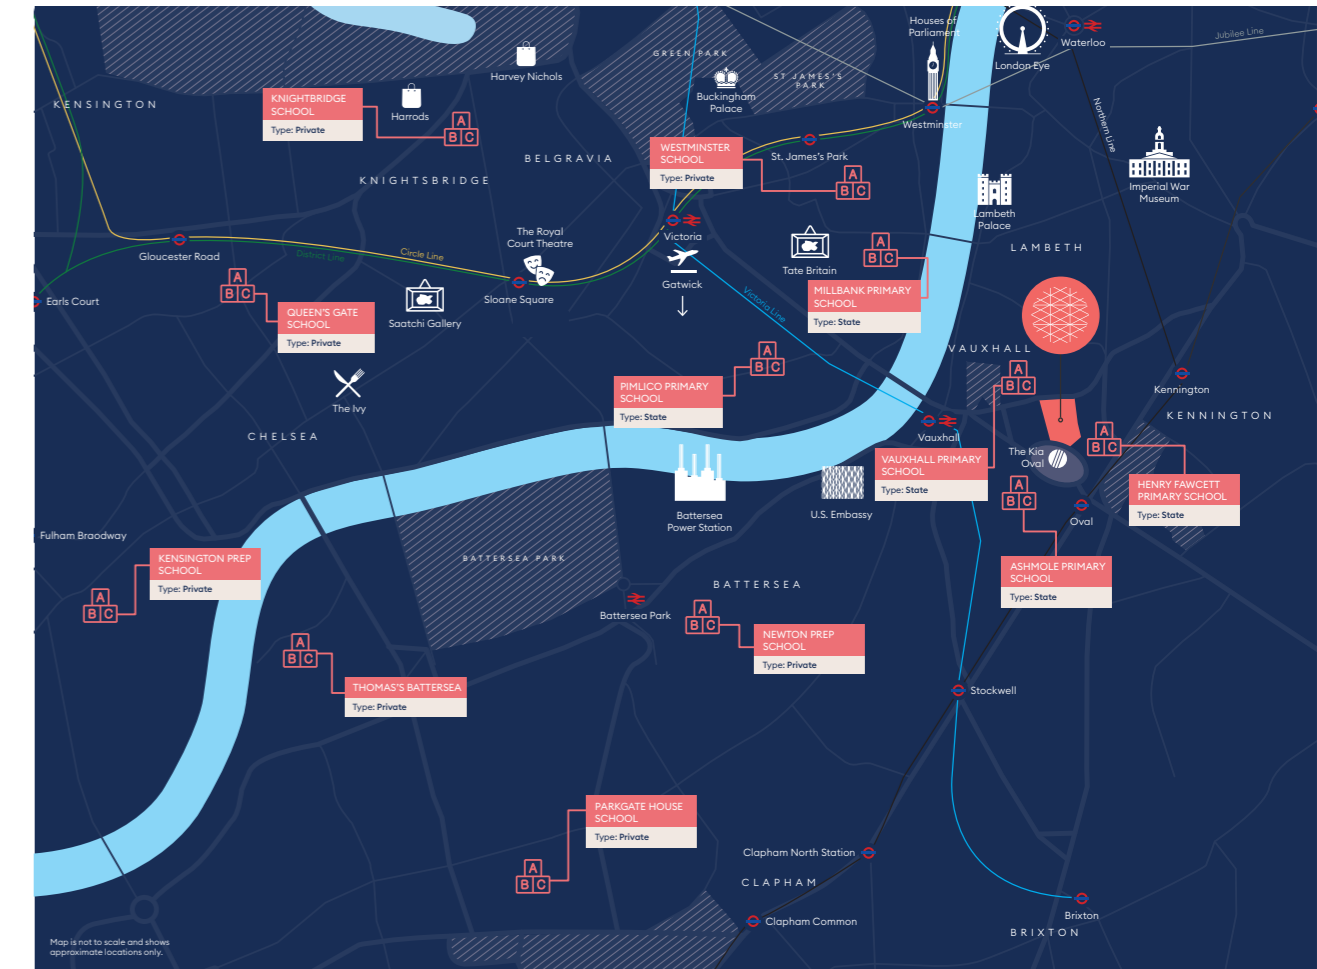 Houses of
Parliament
Waterloo
Jubilee Line
London Eye
GREEN PARK
Harvey Nichols
ST JAMES'S
PARK
Buckingham
Palace
KENSINGTON
KNIGHTBRIDGE
SCHOOL
Type: Private
Harrods
A
B C
Westminster
Northern Line
WESTMINSTER
SCHOOL
Type: Private
St. James's Park
BELGRAVIA
KNIGHTSBRIDGE
A
B C
Imperial War
Museum
Lambeth
Palace
The Royal
Court Theatre
Victoria
LAMBETH
Gloucester Road
District Line
Circle Line
Tate Britain
A
B C
Gatwick
Earls Court
A
B C
Sloane Square
MILLBANK PRIMARY
SCHOOL
Type: State
QUEEN'S GATE
SCHOOL
Type: Private
Saatchi Gallery
Victoria Line
VAUXHALL
A
B C
PIMLICO PRIMARY
SCHOOL
Type: State
A
B C
Kennington
The Ivy
KENNINGTON
CHELSEA
Vauxhall
A
B C
The Kia
Oval
VAUXHALL PRIMARY
SCHOOL
Type: State
HENRY FAWCETT
PRIMARY SCHOOL
Type: State
A
B C
Battersea
Power Station
U.S. Embassy
Oval
Fulham Braodway
KENSINGTON PREP
SCHOOL
Type: Private
BATTERSEA PARK
ASHMOLE PRIMARY
SCHOOL
Type: State
A
B C
BATTERSEA
Battersea Park
A
B C
NEWTON PREP
SCHOOL
Type: Private
A
B C
THOMAS'S BATTERSEA
Type: Private
Stockwell
PARKGATE HOUSE
SCHOOL
Type: Private
A
B C
Clapham North Station
CLAPHAM
Clapham Common
Brixton
BRIXTON
Map is not to scale and shows
approximate locations only.